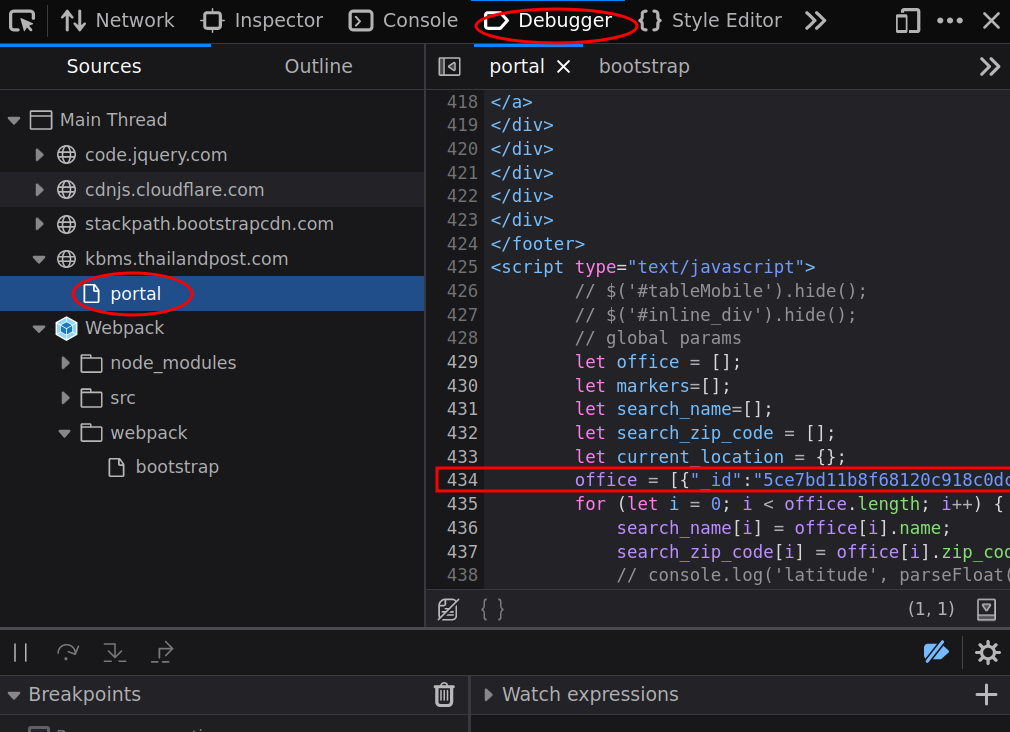 Network Inspector Console Debugger { } Style Editor
Sources Outline
portal bootstrap
Main Thread
code.jquery.com
cdnjs.cloudflare.com
stackpath.bootstrapcdn.com
kbms.thailandpost.com
portal
Webpack
node_modules
src
webpack
bootstrap
418 </a>
419 </div>
420 </div>
421 </div>
422 </div>
423 </div>
424 </footer>
425 <script type="text/javascript">
426 // $('#tableMobile').hide();
427 // $('#inline_div').hide();
428 // global params
429 let office = [];
430 let markers=[];
431 let search_name=[];
432 let search_zip_code = [];
433 let current_location = {};
434 office = [{"_id":"5ce7bd11b8f68120c918c0dc
435 for (let i = 0; i < office.length; i++) {
436 search_name[i] = office[i].name;
437 search_zip_code[i] = office[i].zip_cod
438 // console.log('latitude', parseFloat(
{ } (1, 1)
Breakpoints
Watch expressions